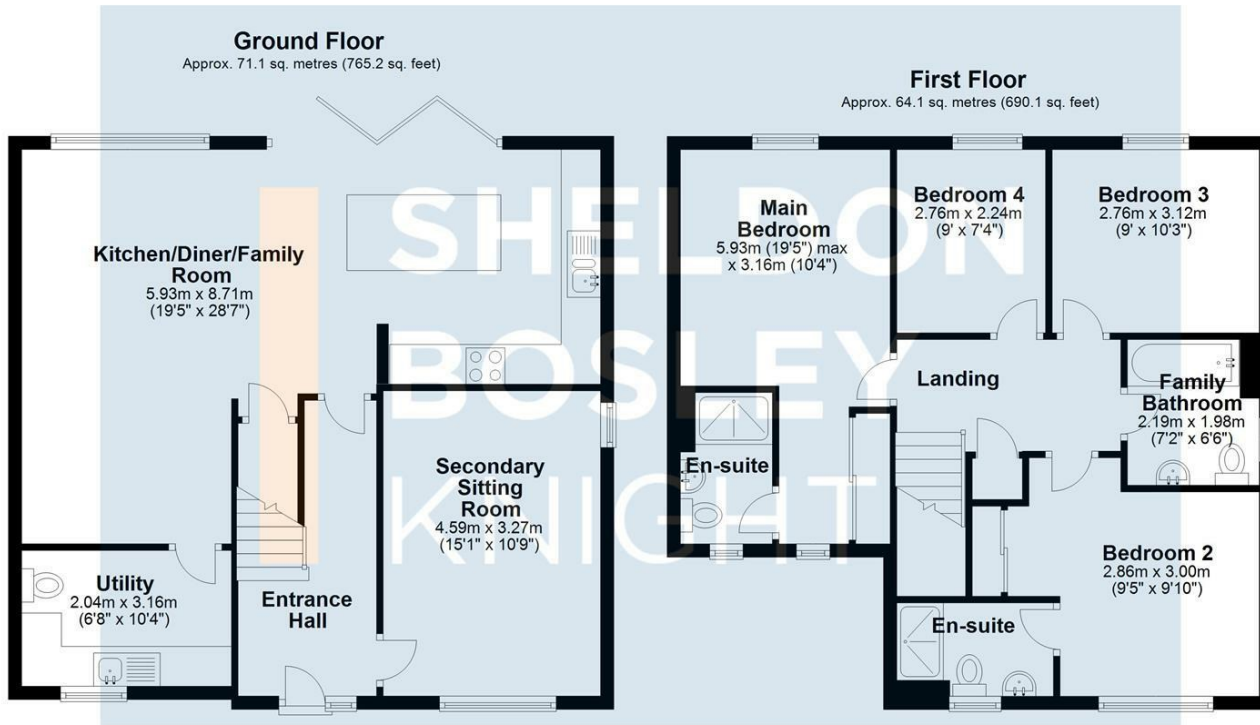 Ground Floor
Approx. 71.1 sq. metres (765.2 sq. feet)
Kitchen/Diner/Family
Room
5.93m x 8.71m
(19'5" x 28'7")
Utility
2.04m x 3.16m
(6'8" x 10'4")
Entrance
Hall
Secondary
Sitting
Room
4.59m x 3.27m
(15'1" x 10'9")
First Floor
Approx. 64.1 sq. metres (690.1 sq. feet)
Main
Bedroom
5.93m (19'5") max
x 3.16m (10'4")
Bedroom 4
2.76m x 2.24m
(9' x 7'4")
Bedroom 3
2.76m x 3.12m
(9' x 10'3")
Landing
Family
Bathroom
2.19m x 1.98m
(7'2" x 6'6")
En-suite
Bedroom 2
2.86m x 3.00m
(9'5" x 9'10")
En-suite
SHELDON
BOSLEY
KNIGHT